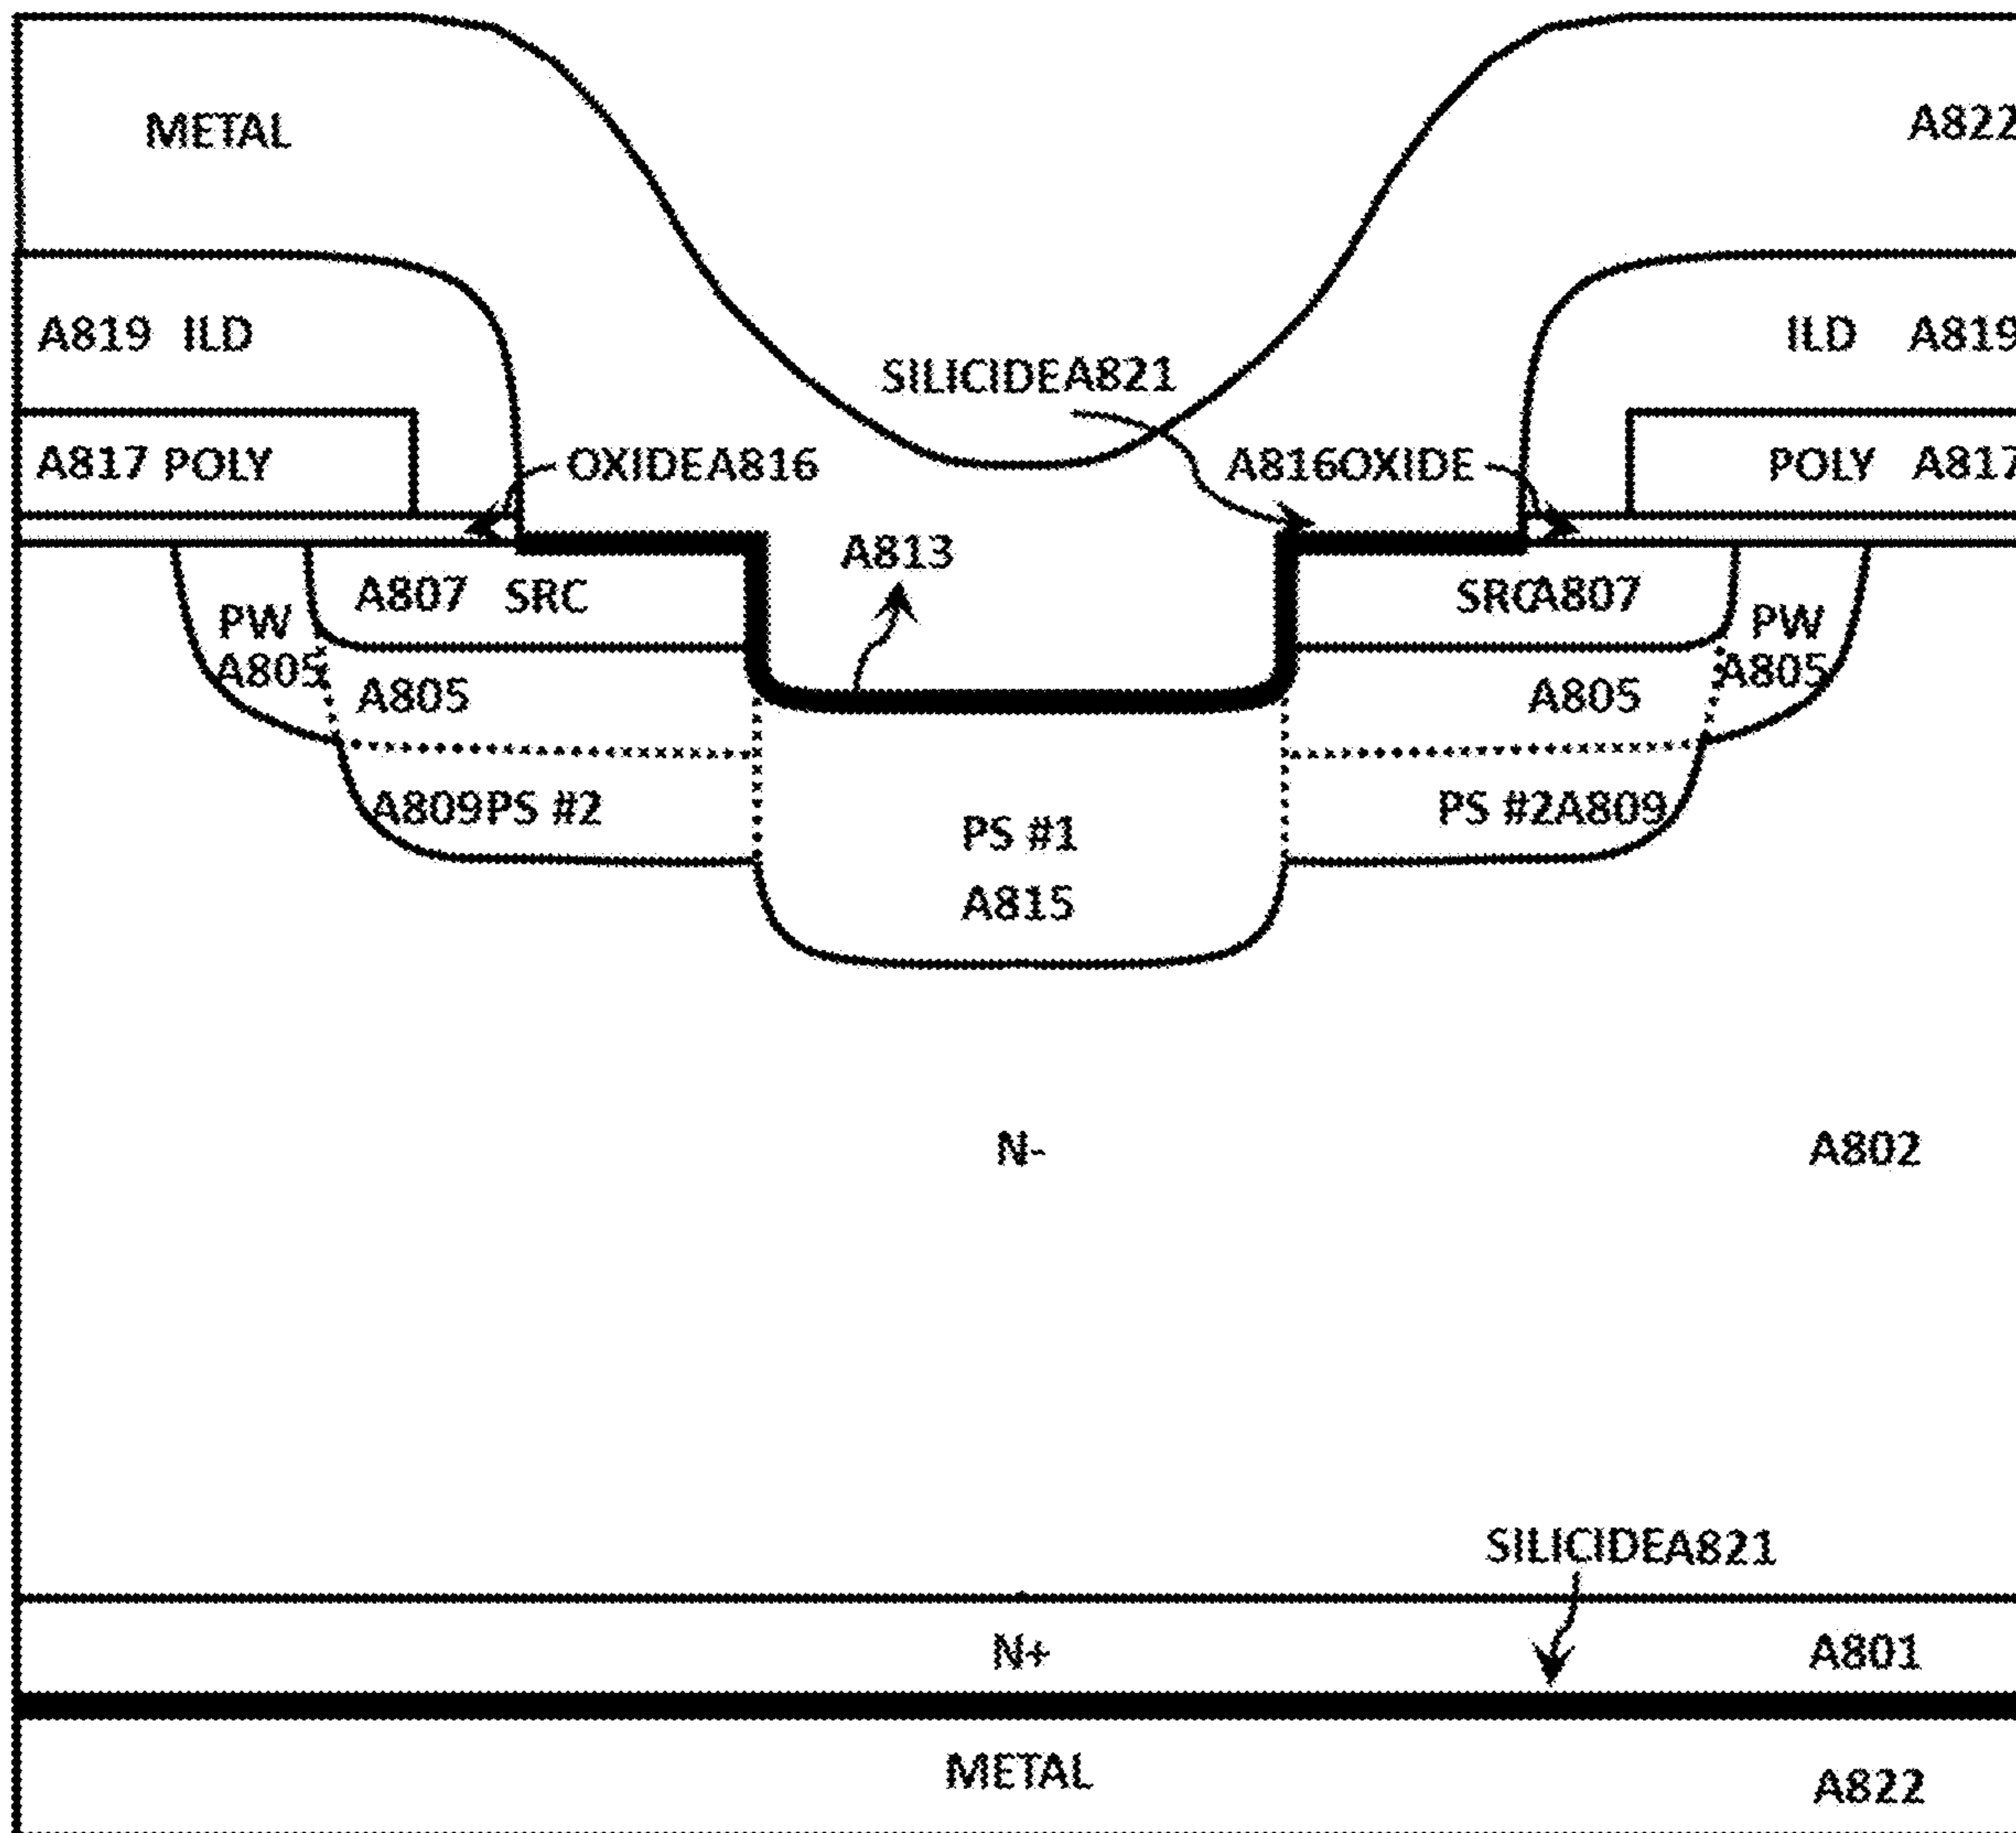 METAL A822
A819 ILD ILD A819
SILICIDEA821
A817 POLY OXIDEA816 A816OXIDE POLY A817
A813
A807 SRC SRCA807
PW PW
A805 A805
A805 A805
A809PS #2 PS #2A809
PS #1
A815
N- A802
SILICIDEA821
N+ A801
METAL A822